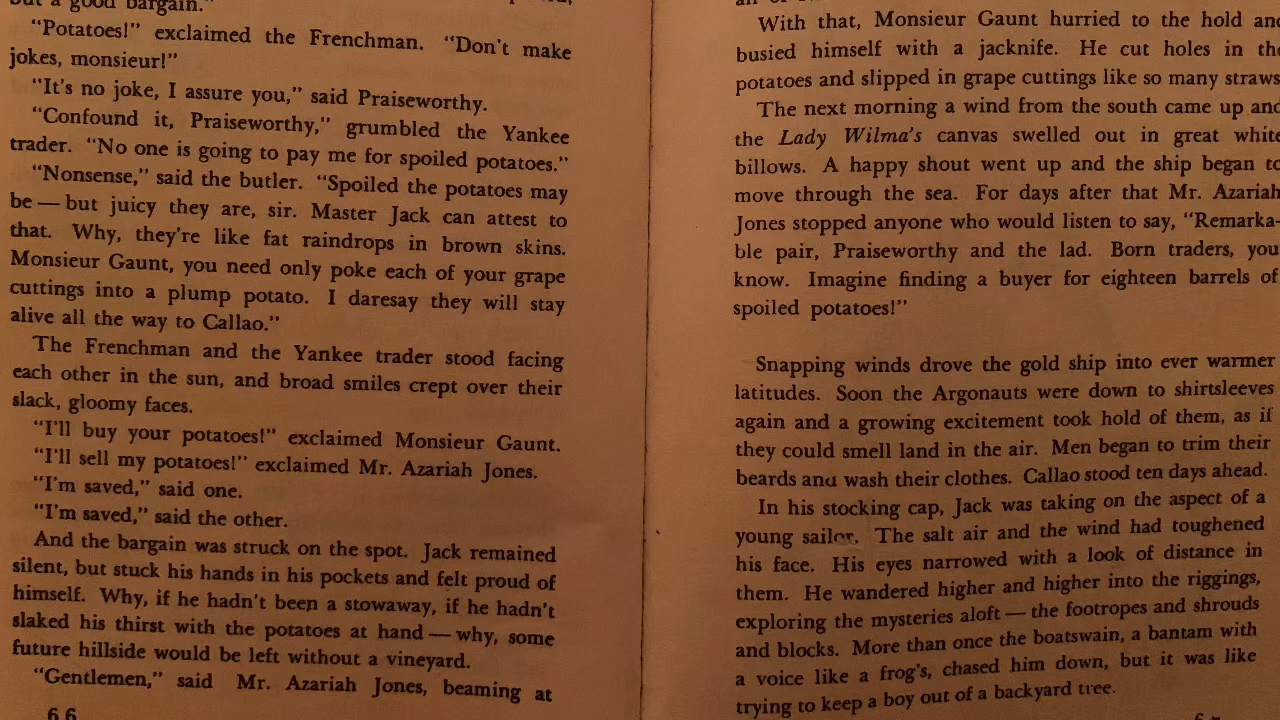 but a good bargain."
"Potatoes!" exclaimed the Frenchman. "Don't make
jokes, monsieur!"
"It's no joke, I assure you," said Praiseworthy.
"Confound it, Praiseworthy," grumbled the Yankee
trader. "No one is going to pay me for spoiled potatoes."
"Nonsense," said the butler. "Spoiled the potatoes may
be — but juicy they are, sir. Master Jack can attest to
that. Why, they're like fat raindrops in brown skins.
Monsieur Gaunt, you need only poke each of your grape
cuttings into a plump potato. I daresay they will stay
alive all the way to Callao."
The Frenchman and the Yankee trader stood facing
each other in the sun, and broad smiles crept over their
slack, gloomy faces.
"I'll buy your potatoes!" exclaimed Monsieur Gaunt.
"I'll sell my potatoes!" exclaimed Mr. Azariah Jones.
"I'm saved," said one.
"I'm saved," said the other.
And the bargain was struck on the spot. Jack remained
silent, but stuck his hands in his pockets and felt proud of
himself. Why, if he hadn't been a stowaway, if he hadn't
slaked his thirst with the potatoes at hand — why, some
future hillside would be left without a vineyard.
"Gentlemen," said Mr. Azariah Jones, beaming at
66
With that, Monsieur Gaunt hurried to the hold and
busied himself with a jacknife. He cut holes in the
potatoes and slipped in grape cuttings like so many straws
The next morning a wind from the south came up and
the Lady Wilma's canvas swelled out in great white
billows. A happy shout went up and the ship began to
move through the sea. For days after that Mr. Azariah
Jones stopped anyone who would listen to say, "Remarka-
ble pair, Praiseworthy and the lad. Born traders, you
know. Imagine finding a buyer for eighteen barrels of
spoiled potatoes!"
Snapping winds drove the gold ship into ever warmer
latitudes. Soon the Argonauts were down to shirtsleeves
again and a growing excitement took hold of them, as if
they could smell land in the air. Men began to trim their
beards and wash their clothes. Callao stood ten days ahead.
In his stocking cap, Jack was taking on the aspect of a
young sailor. The salt air and the wind had toughened
his face. His eyes narrowed with a look of distance in
them. He wandered higher and higher into the riggings,
exploring the mysteries aloft — the footropes and shrouds
and blocks. More than once the boatswain, a bantam with
a voice like a frog's, chased him down, but it was like
trying to keep a boy out of a backyard tree.